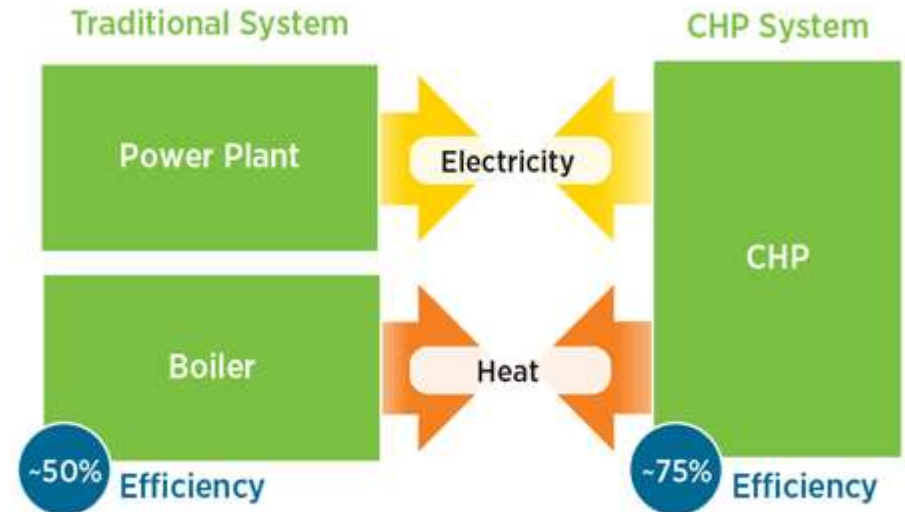 Traditional System
CHP System
Power Plant
Electricity
CHP
Boiler
Heat
~50% Efficiency
~75% Efficiency